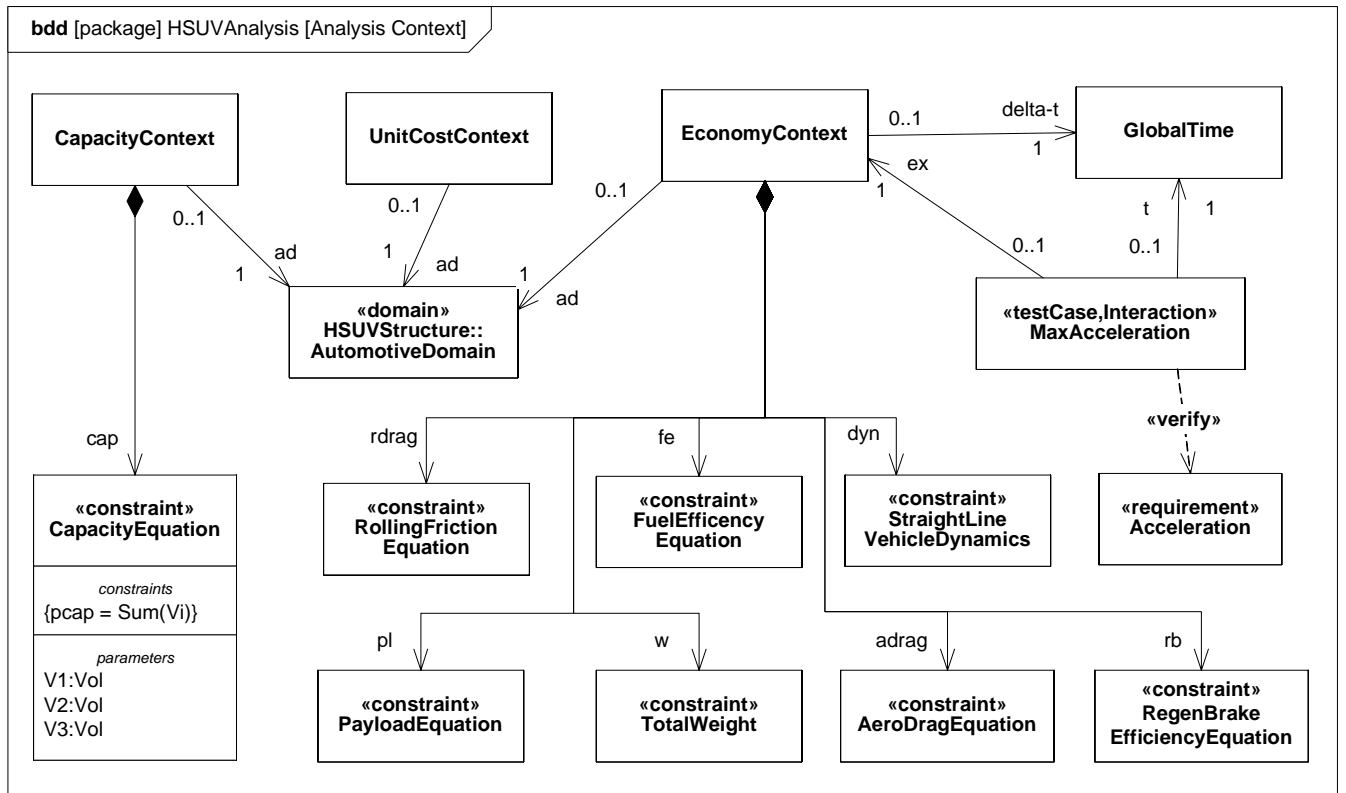 bdd [package] HSUVAnalysis [Analysis Context]
CapacityContext
UnitCostContext
EconomyContext
GlobalTime
0..1
delta-t
1
ex
1
0..1
1
ad
0..1
1
ad
0..1
1
ad
0..1
t
1
0..1
«domain»
HSUVStructure::
AutomotiveDomain
«testCase,Interaction»
MaxAcceleration
«verify»
«requirement»
Acceleration
cap
«constraint»
CapacityEquation
constraints
{pcap = Sum(Vi)}
parameters
V1:Vol
V2:Vol
V3:Vol
rdrag
«constraint»
RollingFriction
Equation
fe
«constraint»
FuelEfficency
Equation
dyn
«constraint»
StraightLine
VehicleDynamics
pl
«constraint»
PayloadEquation
w
«constraint»
TotalWeight
adrag
«constraint»
AeroDragEquation
rb
«constraint»
RegenBrake
EfficiencyEquation